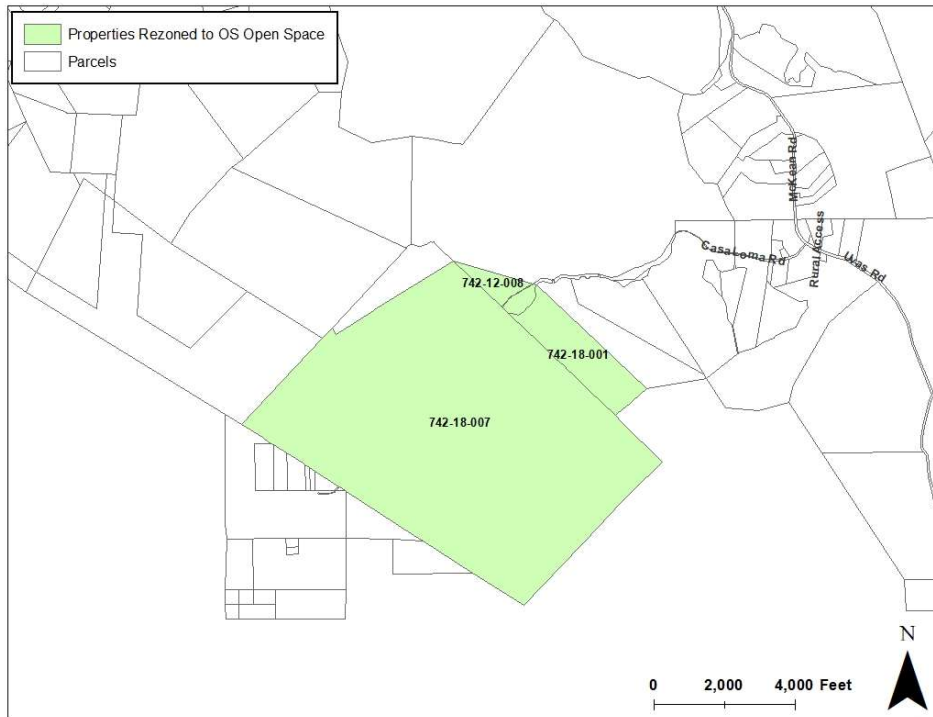 Properties Rezoned to OS Open Space
Parcels
McKean Rd
Casa Loma Rd
Rural Access
Uvas Rd
742-12-008
742-18-001
742-18-007
N
0 2,000 4,000 Feet